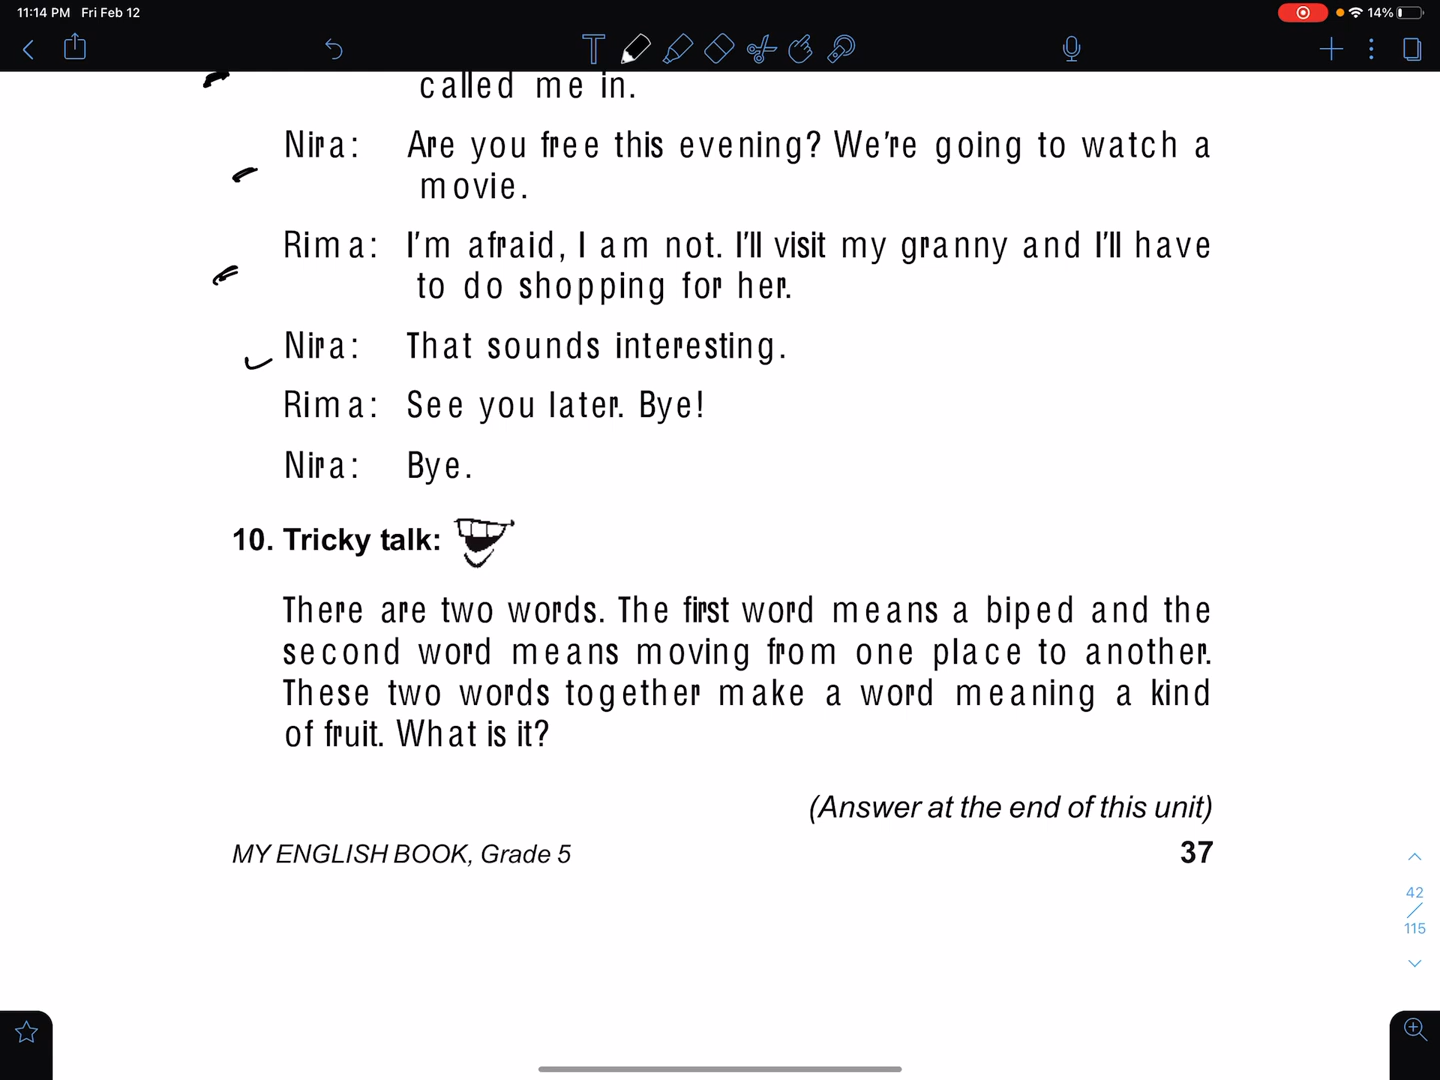 11:14 PM Fri Feb 12
14%
called me in.
Nira: Are you free this evening? We're going to watch a
movie.
Rima: I'm afraid, I am not. I'll visit my granny and I'll have
to do shopping for her.
Nira: That sounds interesting.
Rima: See you later. Bye!
Nira: Bye.
10. Tricky talk:
There are two words. The first word means a biped and the
second word means moving from one place to another.
These two words together make a word meaning a kind
of fruit. What is it?
(Answer at the end of this unit)
MY ENGLISH BOOK, Grade 5 37
42
/
115